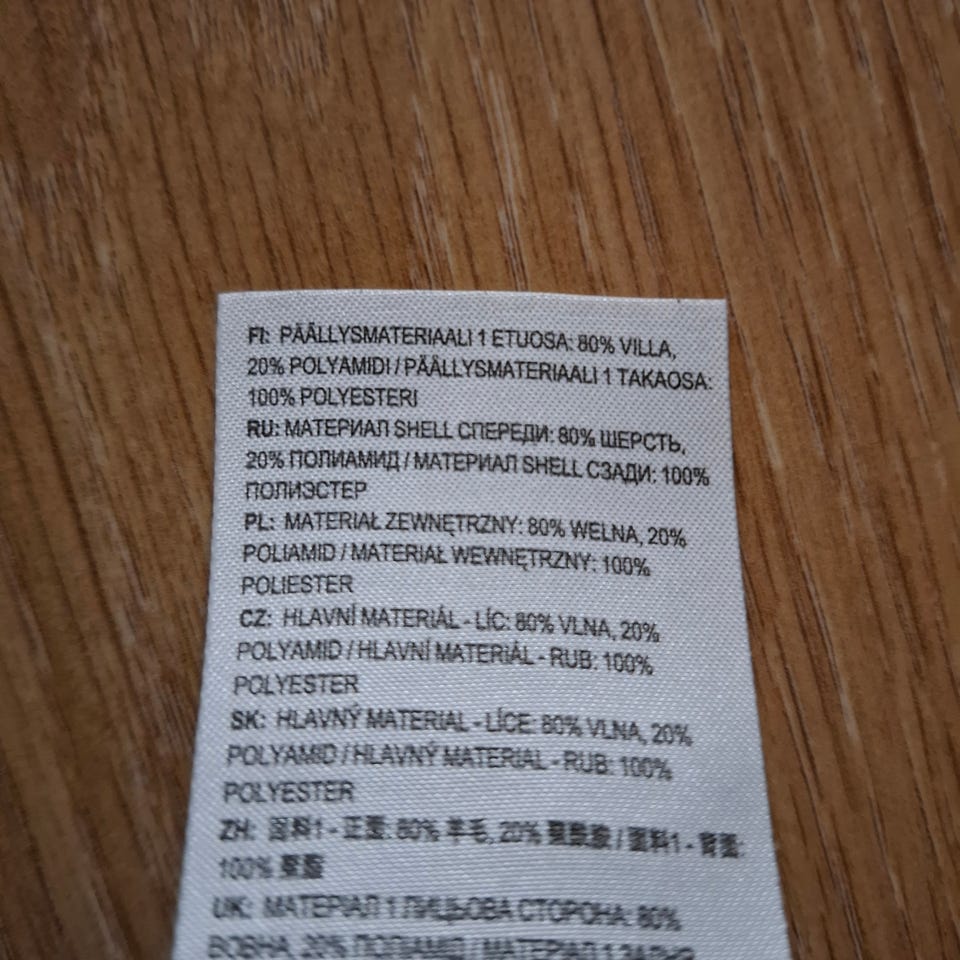 FI: PÄÄLLYSMATERIAALI 1 ETUOSA: 80% VILLA,
20% POLYAMIDI / PÄÄLLYSMATERIAALI 1 TAKAOSA:
100% POLYESTERI
RU: МАТЕРИАЛ SHELL СПЕРЕДИ: 80% ШЕРСТЬ,
20% ПОЛИАМИД / МАТЕРИАЛ SHELL СЗАДИ: 100%
ПОЛИЭСТЕР
PL: MATERIAŁ ZEWNĘTRZNY: 80% WELNA, 20%
POLIAMID / MATERIAŁ WEWNĘTRZNY: 100%
POLIESTER
CZ: HLAVNÍ MATERIÁL - LÍC: 80% VLNA, 20%
POLYAMID / HLAVNÍ MATERIÁL - RUB: 100%
POLYESTER
SK: HLAVNÝ MATERIAL - LÍCE: 80% VLNA, 20%
POLYAMID / HLAVNÝ MATERIAL - RUB: 100%
POLYESTER
ZH: 面料1 - 正面: 80% 羊毛, 20% 聚酰胺 / 面料1 - 背面:
100% 聚酯
UK: МАТЕРІАЛ 1 ЛИЦЬОВА СТОРОНА: 80%
ВОВНА, 20% ПОЛІАМІД / МАТЕРІАЛ 1